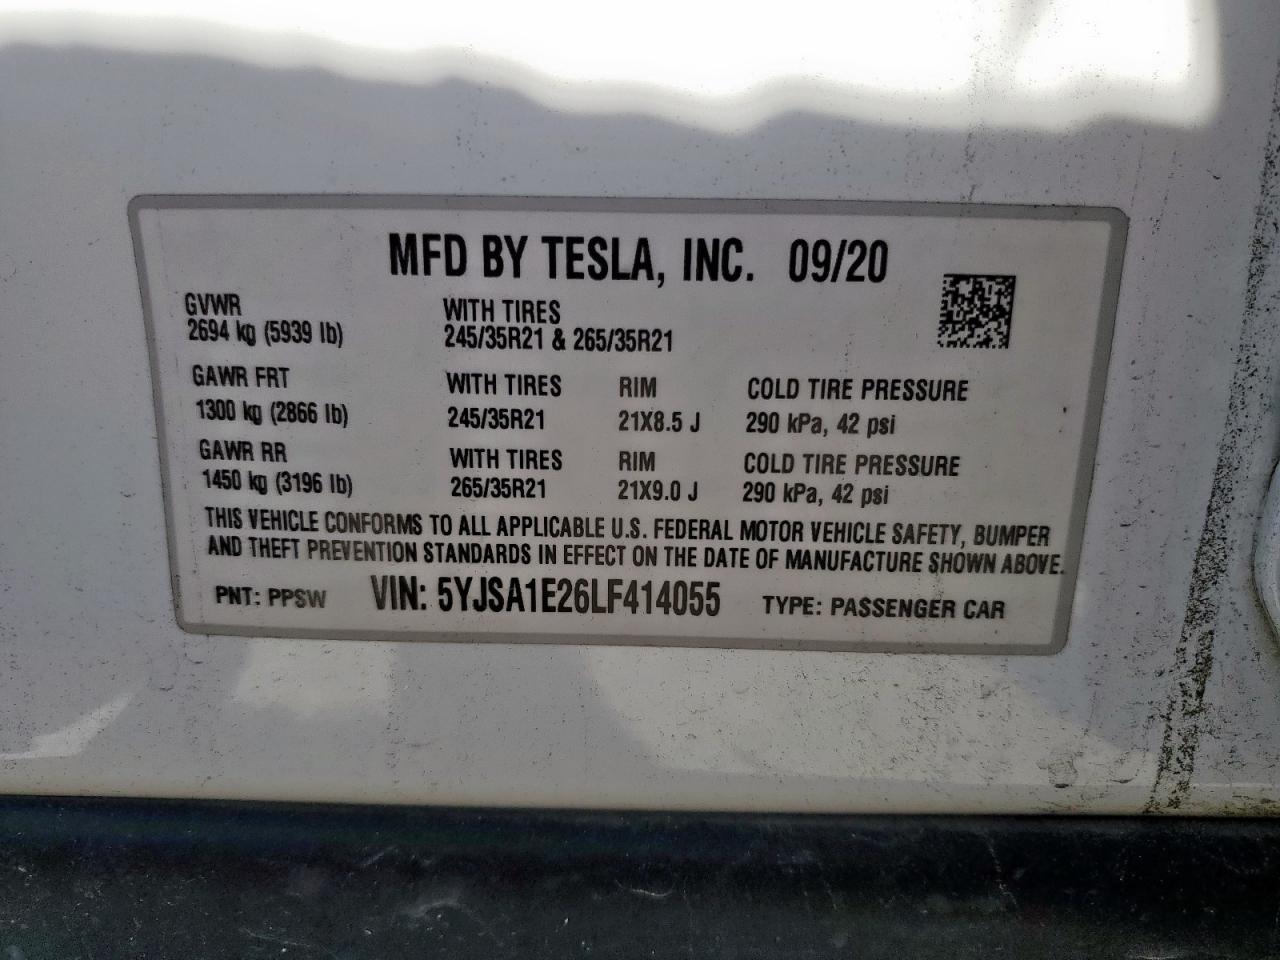 MFD BY TESLA, INC. 09/20
GVWR WITH TIRES
2694 kg (5939 lb) 245/35R21 & 265/35R21
GAWR FRT WITH TIRES RIM COLD TIRE PRESSURE
1300 kg (2866 lb) 245/35R21 21X8.5 J 290 kPa, 42 psi
GAWR RR WITH TIRES RIM COLD TIRE PRESSURE
1450 kg (3196 lb) 265/35R21 21X9.0 J 290 kPa, 42 psi
THIS VEHICLE CONFORMS TO ALL APPLICABLE U.S. FEDERAL MOTOR VEHICLE SAFETY, BUMPER
AND THEFT PREVENTION STANDARDS IN EFFECT ON THE DATE OF MANUFACTURE SHOWN ABOVE.
PNT: PPSW VIN: 5YJSA1E26LF414055 TYPE: PASSENGER CAR